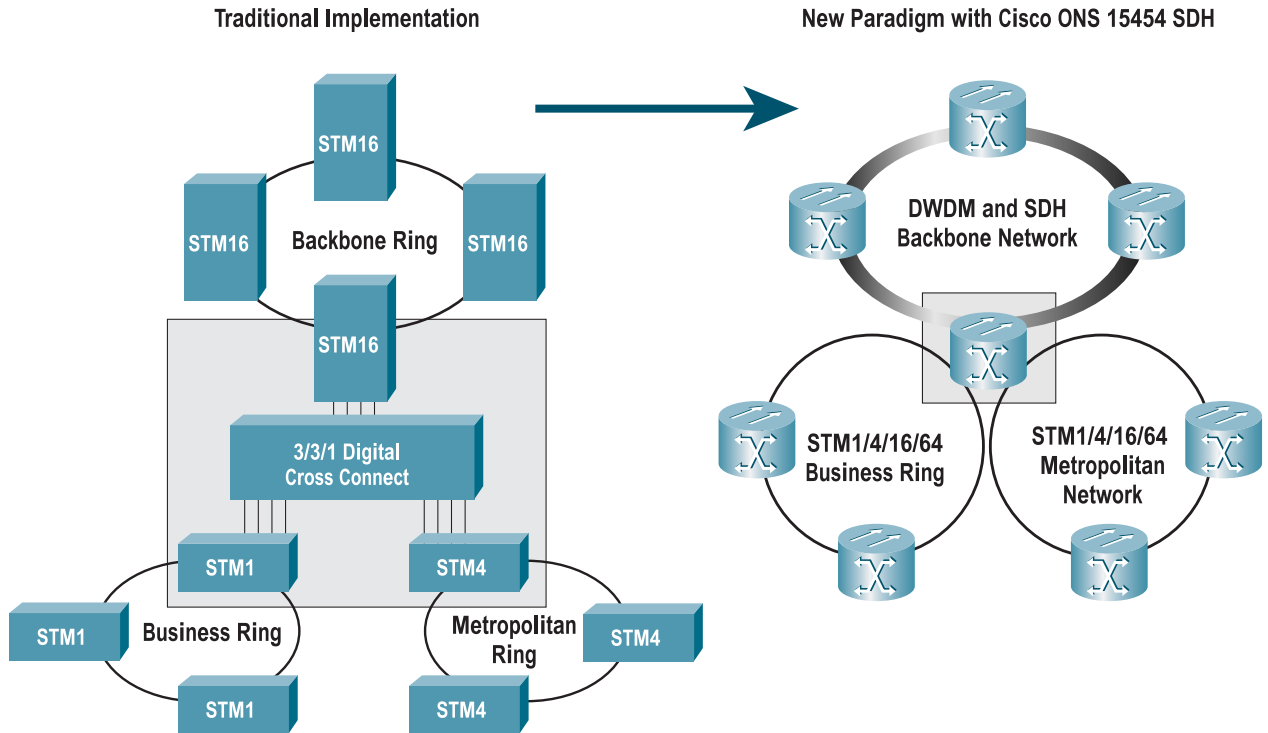 Traditional Implementation
New Paradigm with Cisco ONS 15454 SDH
STM16
STM16
Backbone Ring
STM16
STM16
3/3/1 Digital
Cross Connect
STM1
STM4
STM1
Business Ring
Metropolitan
Ring
STM4
STM1
STM4
DWDM and SDH
Backbone Network
STM1/4/16/64
Business Ring
STM1/4/16/64
Metropolitan
Network